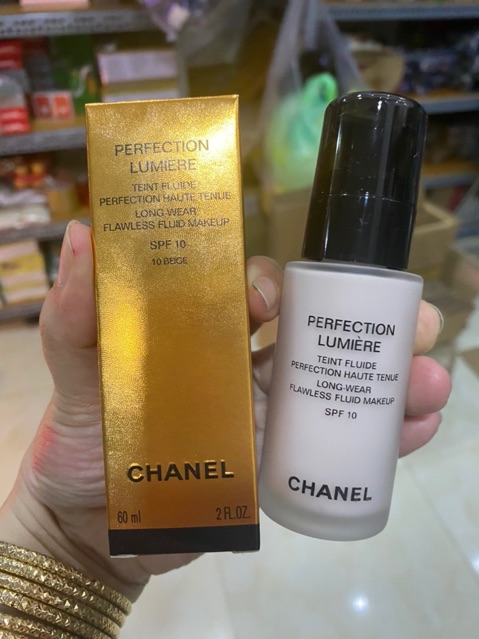 PERFECTION
LUMIÈRE
TEINT FLUIDE
PERFECTION HAUTE TENUE
LONG-WEAR
FLAWLESS FLUID MAKEUP
SPF 10
10 BEIGE
CHANEL
60 ml 2 FL.OZ.
PERFECTION
LUMIÈRE
TEINT FLUIDE
PERFECTION HAUTE TENUE
LONG-WEAR
FLAWLESS FLUID MAKEUP
SPF 10
CHANEL